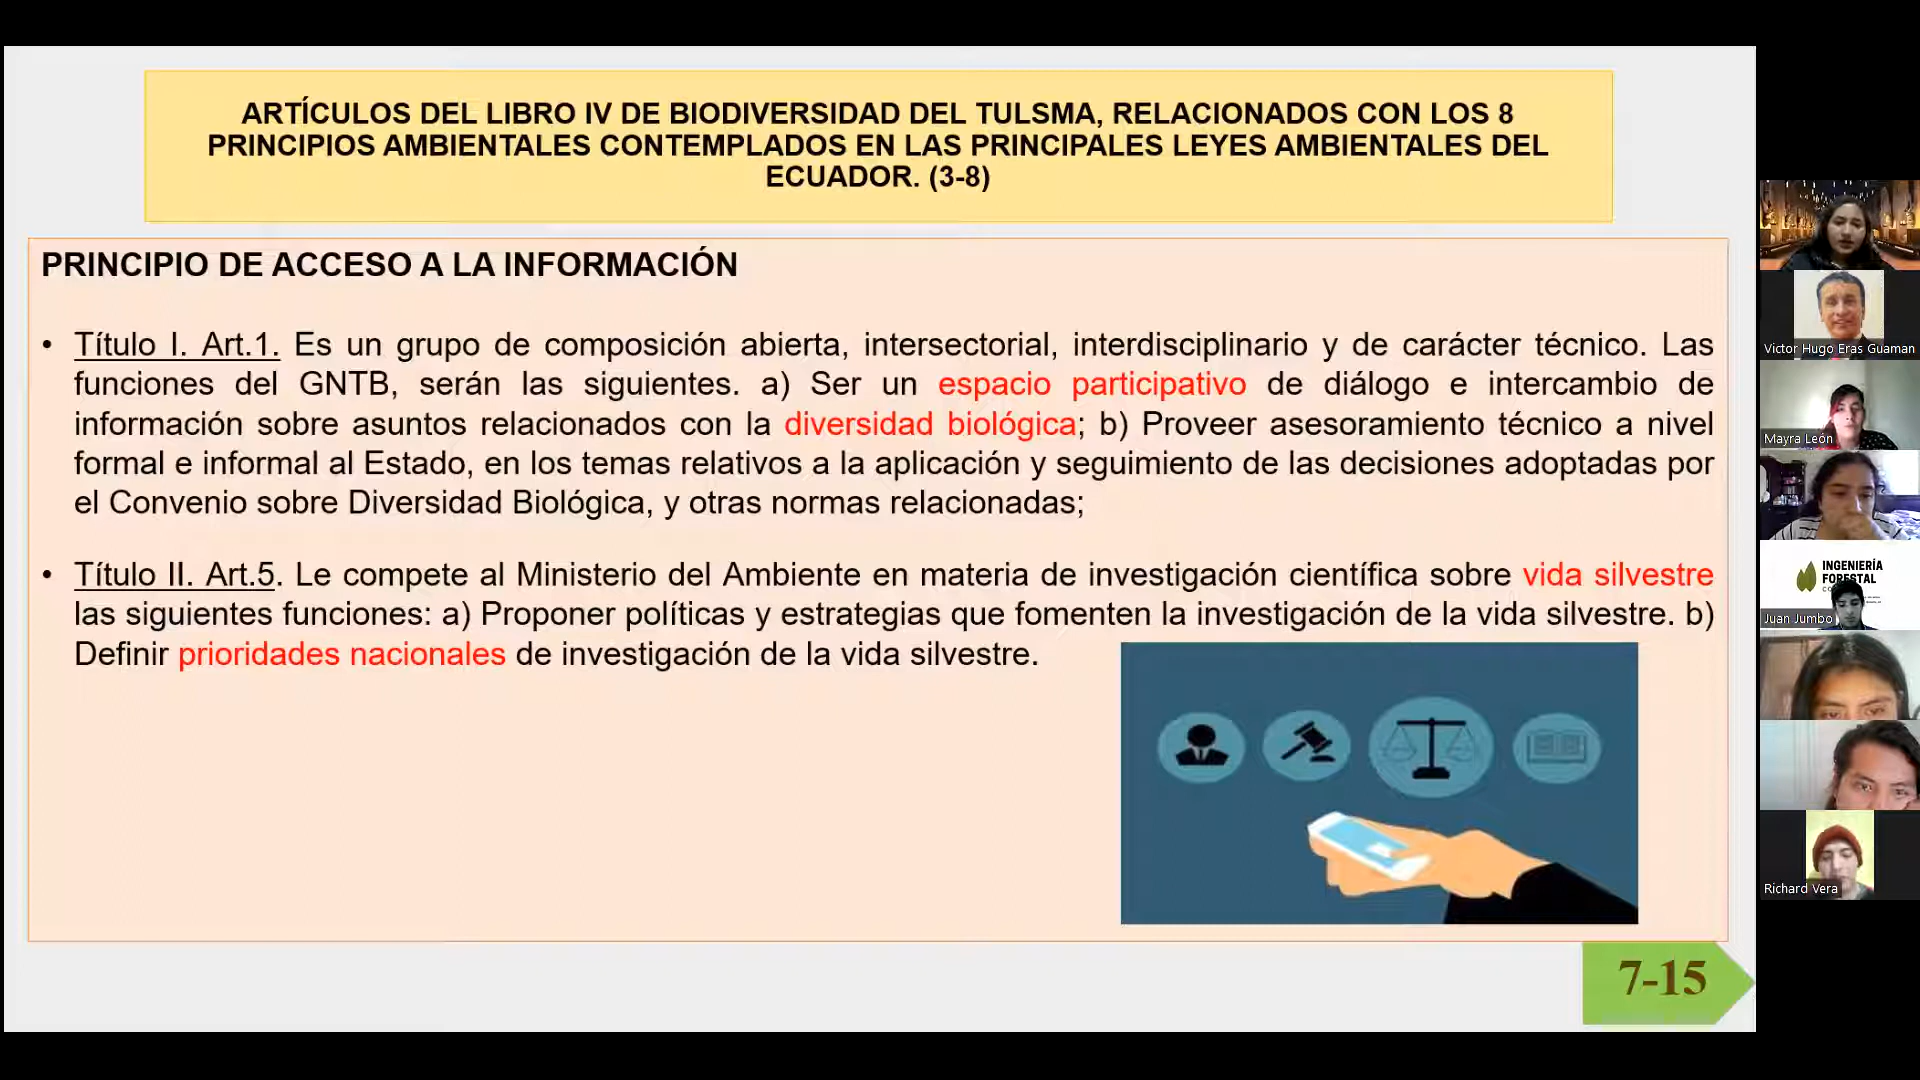 ARTÍCULOS DEL LIBRO IV DE BIODIVERSIDAD DEL TULSMA, RELACIONADOS CON LOS 8
PRINCIPIOS AMBIENTALES CONTEMPLADOS EN LAS PRINCIPALES LEYES AMBIENTALES DEL
ECUADOR. (3-8)
PRINCIPIO DE ACCESO A LA INFORMACIÓN
• Título I. Art.1. Es un grupo de composición abierta, intersectorial, interdisciplinario y de carácter técnico. Las
funciones del GNTB, serán las siguientes. a) Ser un espacio participativo de diálogo e intercambio de
información sobre asuntos relacionados con la diversidad biológica; b) Proveer asesoramiento técnico a nivel
formal e informal al Estado, en los temas relativos a la aplicación y seguimiento de las decisiones adoptadas por
el Convenio sobre Diversidad Biológica, y otras normas relacionadas;
• Título II. Art.5. Le compete al Ministerio del Ambiente en materia de investigación científica sobre vida silvestre
las siguientes funciones: a) Proponer políticas y estrategias que fomenten la investigación de la vida silvestre. b)
Definir prioridades nacionales de investigación de la vida silvestre.
7-15
Victor Hugo Eras Guaman
Mayra León
INGENIERÍA
FORESTAL
Juan Jumbo
Richard Vera